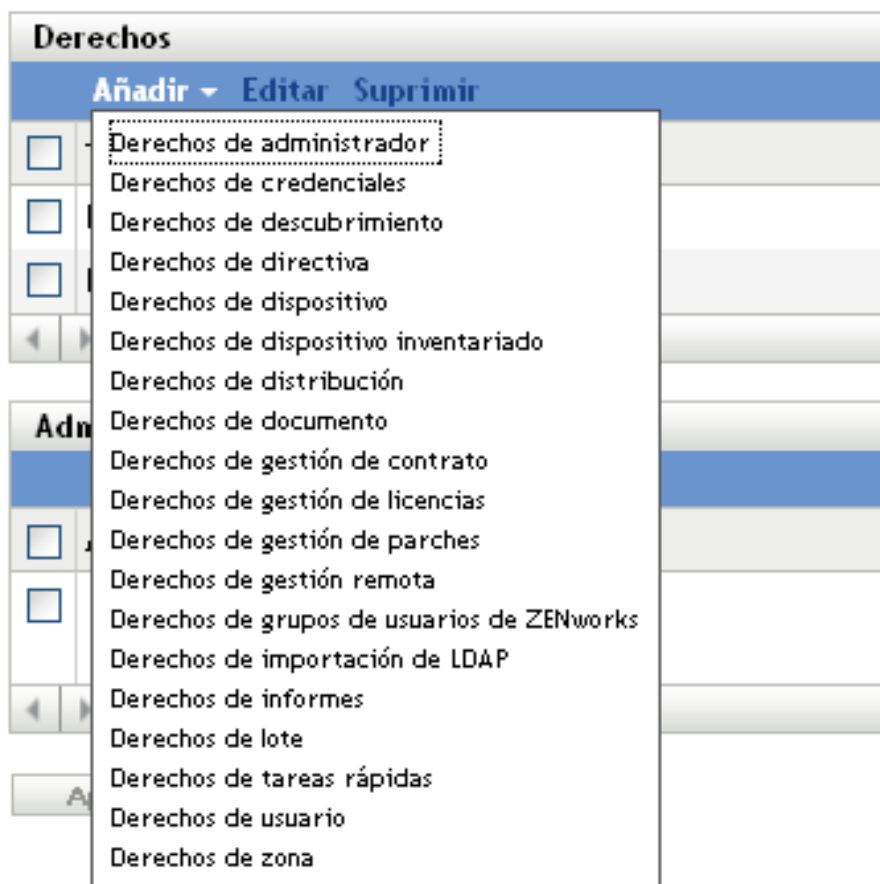 Derechos
Añadir Editar Suprimir
Derechos de administrador
Derechos de credenciales
Derechos de descubrimiento
Derechos de directiva
Derechos de dispositivo
Derechos de dispositivo inventariado
Derechos de distribución
Derechos de documento
Derechos de gestión de contrato
Derechos de gestión de licencias
Derechos de gestión de parches
Derechos de gestión remota
Derechos de grupos de usuarios de ZENworks
Derechos de importación de LDAP
Derechos de informes
Derechos de lote
Derechos de tareas rápidas
Derechos de usuario
Derechos de zona